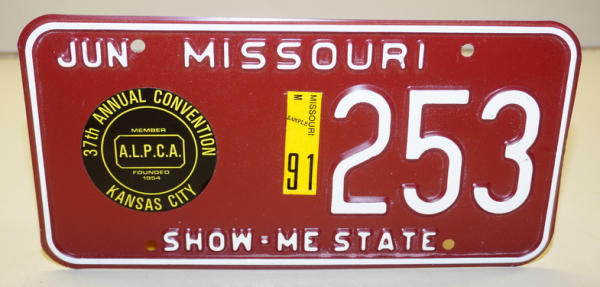 JUN MISSOURI
37th ANNUAL CONVENTION
MEMBER
A.L.P.C.A.
FOUNDED
1954
KANSAS CITY
MISSOURI
M
SAMPLE
91
253
SHOW-ME STATE